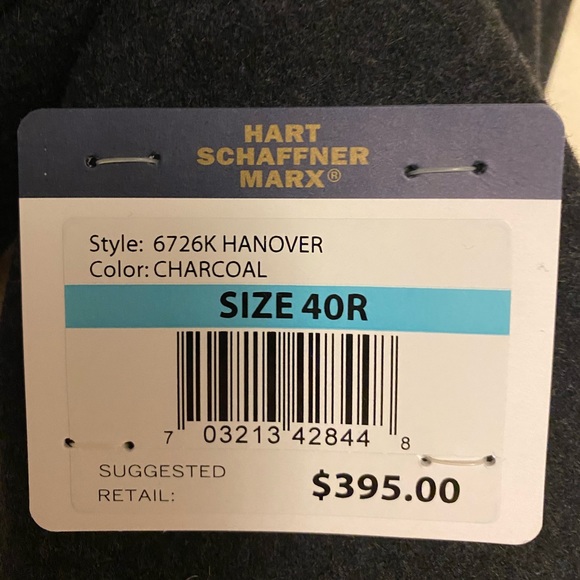 HART
SCHAFFNER
MARX®
Style: 6726K HANOVER
Color: CHARCOAL
SIZE 40R
7 03213 42844 8
SUGGESTED
RETAIL: $395.00